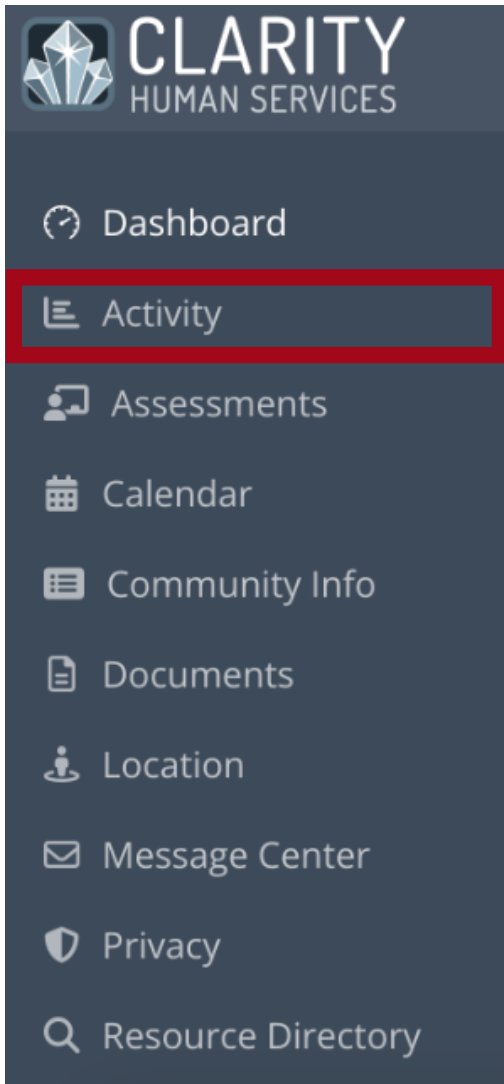 CLARITY
HUMAN SERVICES
Dashboard
Activity
Assessments
Calendar
Community Info
Documents
Location
Message Center
Privacy
Resource Directory